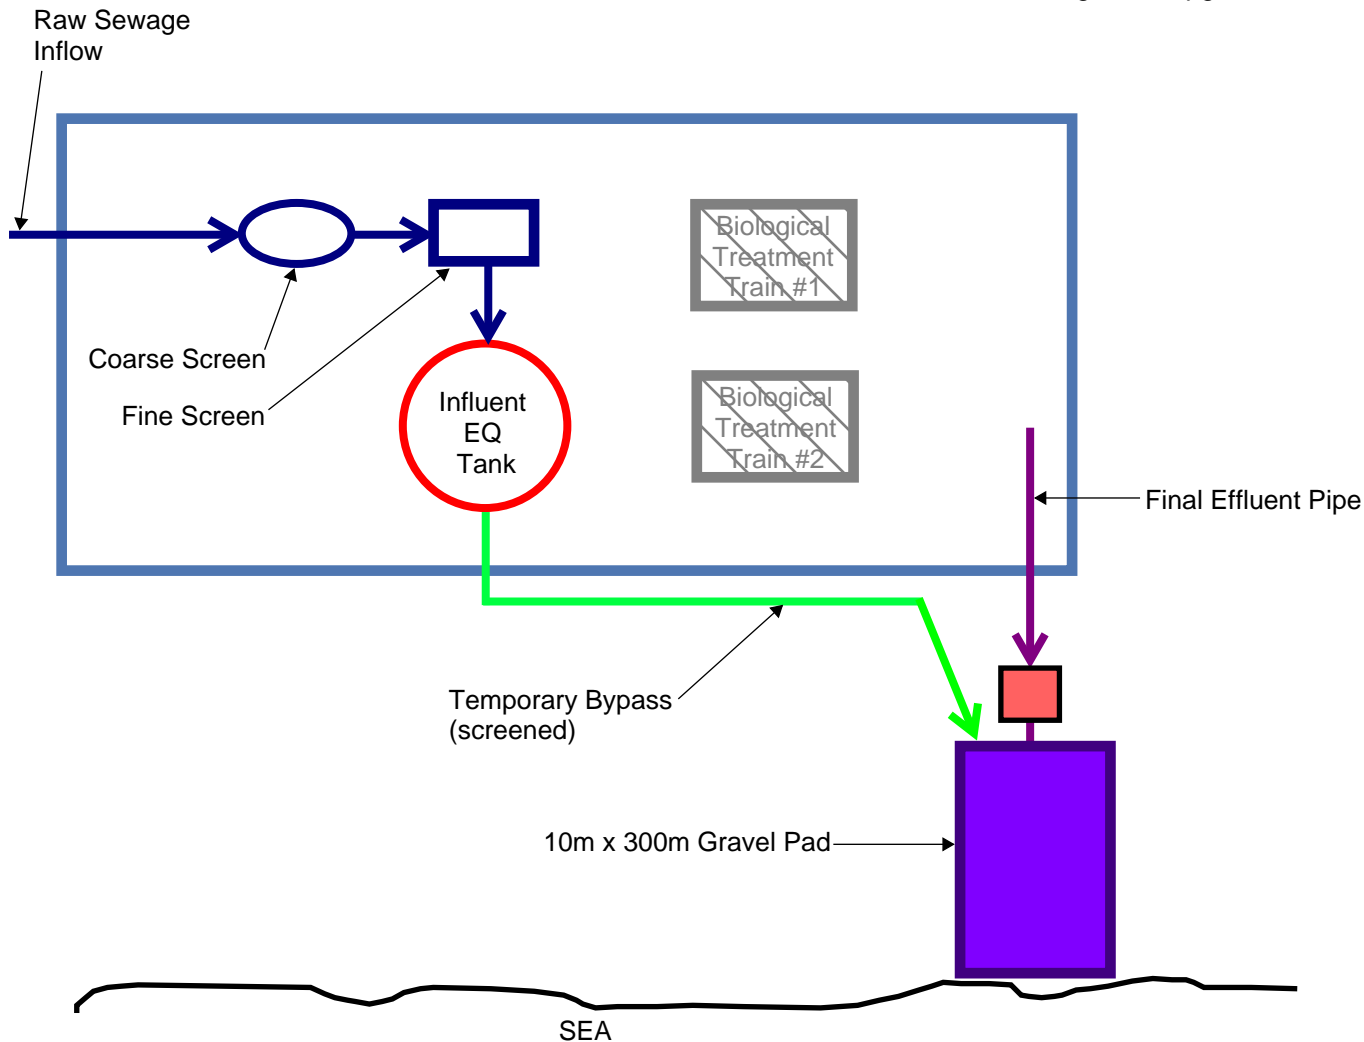 Raw Sewage
Inflow
Biological
Treatment
Train #1
Coarse Screen
Fine Screen
Influent
EQ
Tank
Biological
Treatment
Train #2
Final Effluent Pipe
Temporary Bypass
(screened)
10m x 300m Gravel Pad
SEA